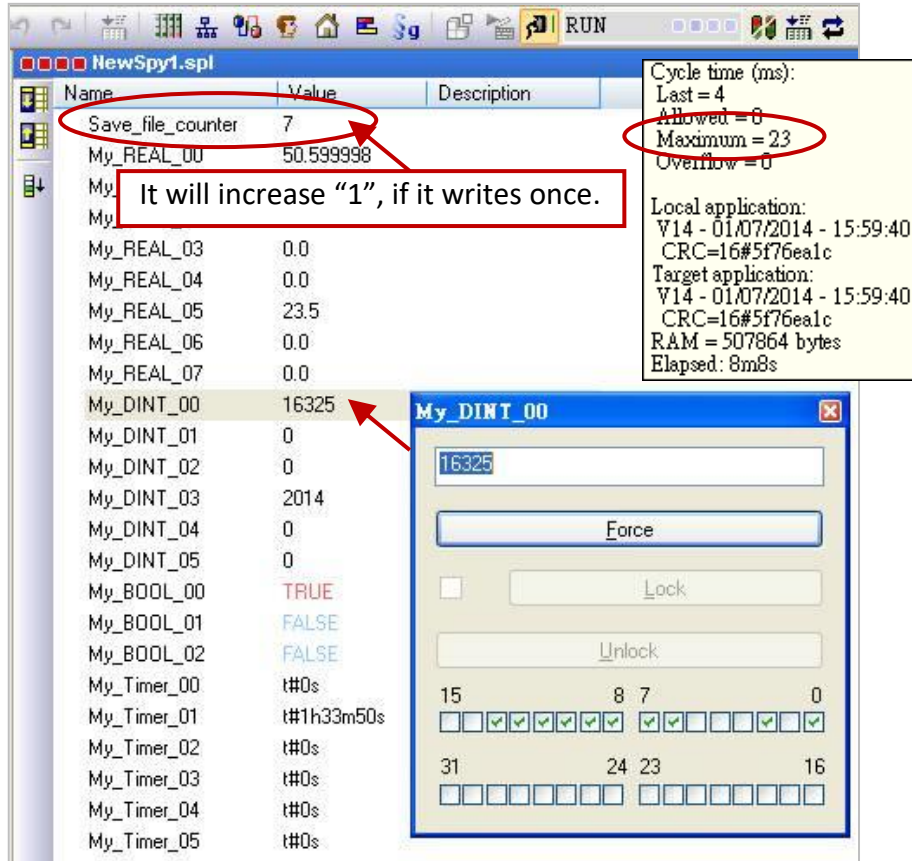 §g RUN
NewSpy1.spl
Name Value Description
Save_file_counter 7
My_REAL_00 50.599998
My_
My_
It will increase “1”, if it writes once.
My_REAL_03 0.0
My_REAL_04 0.0
My_REAL_05 23.5
My_REAL_06 0.0
My_REAL_07 0.0
My_DINT_00 16325
My_DINT_01 0
My_DINT_02 0
My_DINT_03 2014
My_DINT_04 0
My_DINT_05 0
My_BOOL_00 TRUE
My_BOOL_01 FALSE
My_BOOL_02 FALSE
My_Timer_00 t#0s
My_Timer_01 t#1h33m50s
My_Timer_02 t#0s
My_Timer_03 t#0s
My_Timer_04 t#0s
My_Timer_05 t#0s
Cycle time (ms):
Last = 4
Allowed = 0
Maximum = 23
Overflow = 0
Local application:
V14 - 01/07/2014 - 15:59:40
CRC=16#5f76ea1c
Target application:
V14 - 01/07/2014 - 15:59:40
CRC=16#5f76ea1c
RAM = 507864 bytes
Elapsed: 8m8s
My_DINT_00
16325
Force
Lock
Unlock
15 8 7 0
31 24 23 16